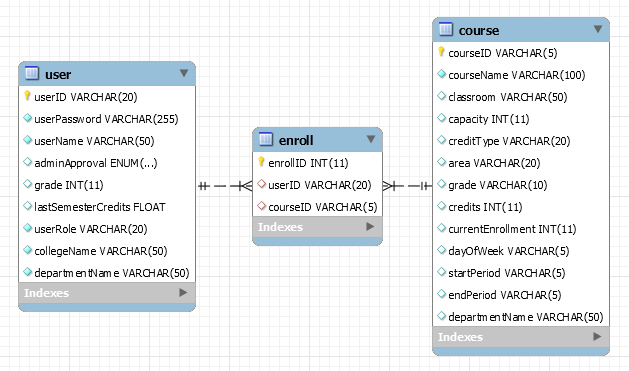 user
userID VARCHAR(20)
userPassword VARCHAR(255)
userName VARCHAR(50)
adminApproval ENUM(...)
grade INT(11)
lastSemesterCredits FLOAT
userRole VARCHAR(20)
collegeName VARCHAR(50)
departmentName VARCHAR(50)
Indexes
enroll
enrollID INT(11)
userID VARCHAR(20)
courseID VARCHAR(5)
Indexes
course
courseID VARCHAR(5)
courseName VARCHAR(100)
classroom VARCHAR(50)
capacity INT(11)
creditType VARCHAR(20)
area VARCHAR(20)
grade VARCHAR(10)
credits INT(11)
currentEnrollment INT(11)
dayOfWeek VARCHAR(5)
startPeriod VARCHAR(5)
endPeriod VARCHAR(5)
departmentName VARCHAR(50)
Indexes